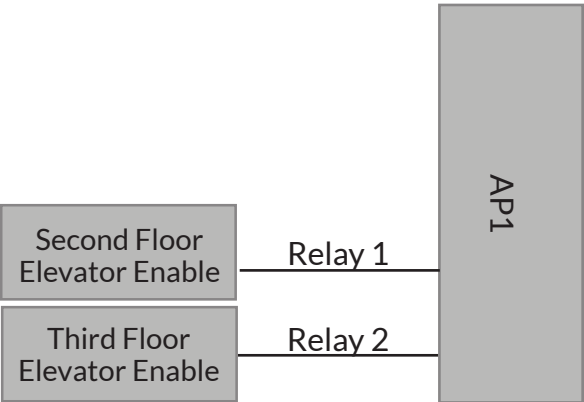 AP1
Second Floor
Elevator Enable
Relay 1
Third Floor
Elevator Enable
Relay 2